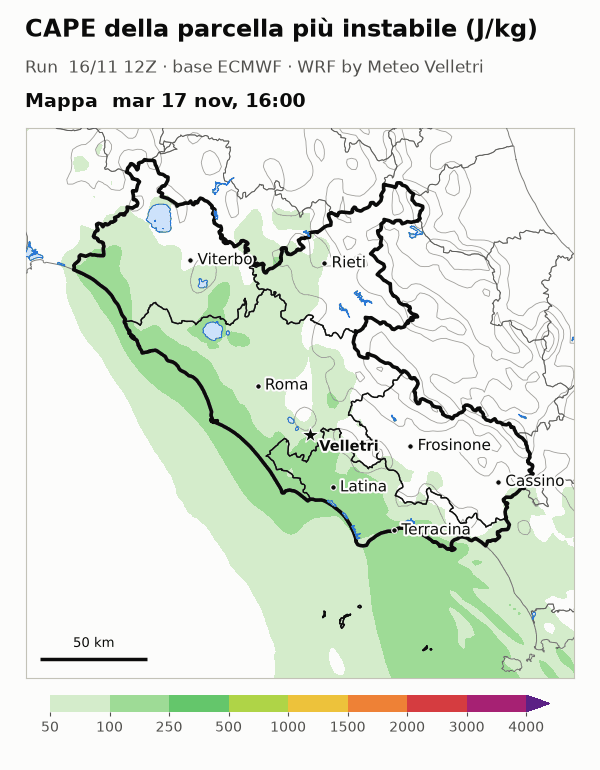 CAPE della parcella più instabile (J/kg)
Run  16/11 12Z · base ECMWF · WRF by Meteo Velletri
Mappa  mar 17 nov, 16:00
Viterbo
Rieti
Roma
Velletri
Frosinone
Latina
Cassino
Terracina
50 km
50 100 250 500 1000 1500 2000 3000 4000